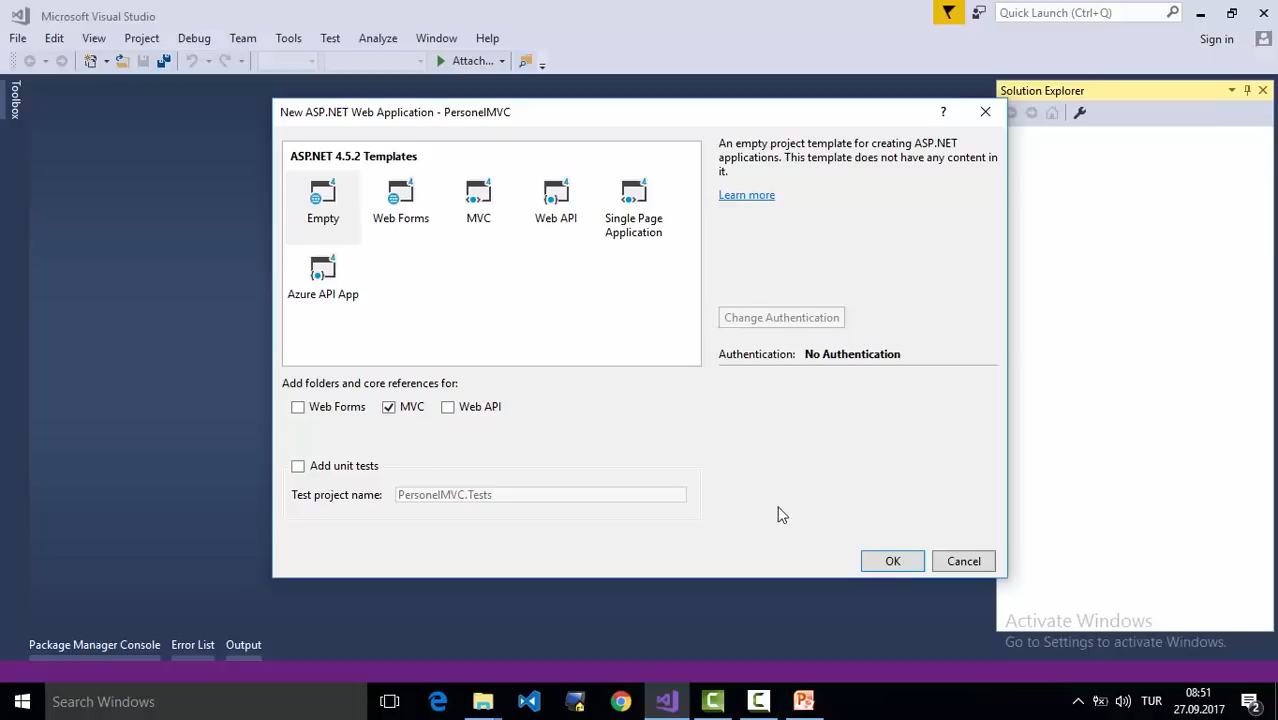 Microsoft Visual Studio
Quick Launch (Ctrl+Q)
File Edit View Project Debug Team Tools Test Analyze Window Help
Sign in
Attach...
Toolbox
Solution Explorer
New ASP.NET Web Application - PersonelMVC
?
ASP.NET 4.5.2 Templates
Empty
Web Forms
MVC
Web API
Single Page
Application
Azure API App
An empty project template for creating ASP.NET
applications. This template does not have any content in
it.
Learn more
Change Authentication
Authentication: No Authentication
Add folders and core references for:
Web Forms MVC Web API
Add unit tests
Test project name: PersonelMVC.Tests
OK Cancel
Activate Windows
Go to Settings to activate Windows.
Package Manager Console Error List Output
Search Windows
TUR
08:51
27.09.2017
2